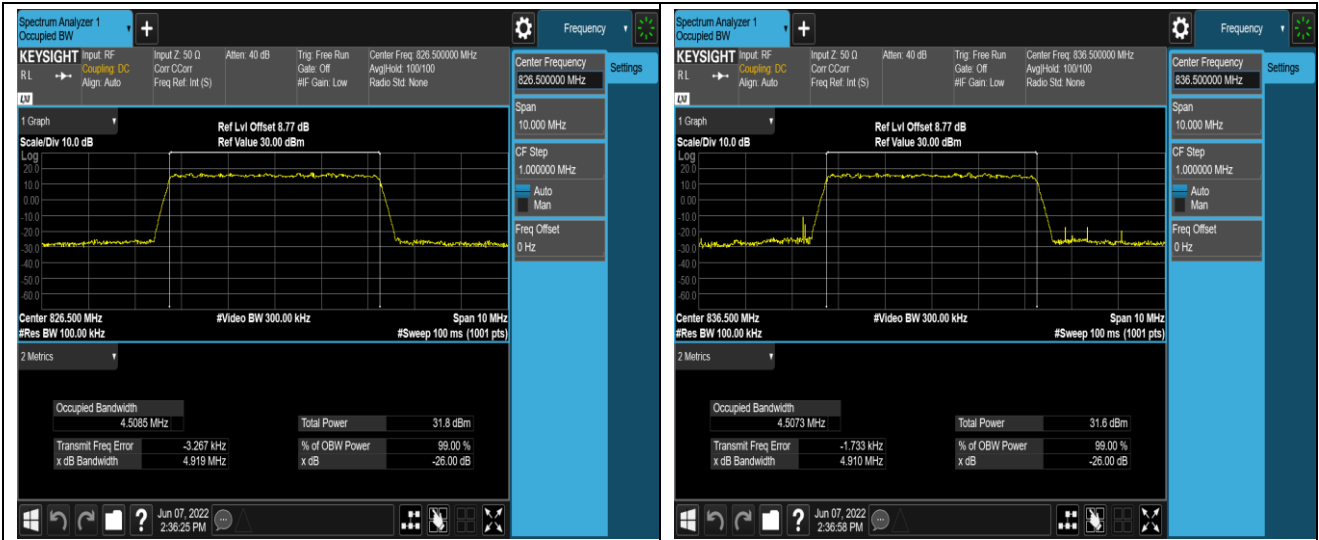 Spectrum Analyzer 1
Occupied BW
+
Frequency
KEYSIGHT Input: RF
RL
Coupling: DC
Align: Auto
Input Z: 50 Ω
Corr CCorr
Freq Ref: Int (S)
Atten: 40 dB
Trig: Free Run
Gate: Off
#IF Gain: Low
Center Freq: 826.500000 MHz
Avg|Hold: 100/100
Radio Std: None
LXI
Center Frequency
826.500000 MHz
Settings
Span
10.000 MHz
CF Step
1.000000 MHz
Auto
Man
Freq Offset
0 Hz
1 Graph
Ref Lvl Offset 8.77 dB
Scale/Div 10.0 dB
Ref Value 30.00 dBm
Log
20.0
10.0
0.00
-10.0
-20.0
-30.0
-40.0
-50.0
-60.0
Center 826.500 MHz
#Video BW 300.00 kHz
Span 10 MHz
#Res BW 100.00 kHz
#Sweep 100 ms (1001 pts)
2 Metrics
Occupied Bandwidth
4.5085 MHz
Total Power 31.8 dBm
Transmit Freq Error -3.267 kHz
% of OBW Power 99.00 %
x dB Bandwidth 4.919 MHz
x dB -26.00 dB
?
Jun 07, 2022
2:36:25 PM
Spectrum Analyzer 1
Occupied BW
+
Frequency
KEYSIGHT Input: RF
RL
Coupling: DC
Align: Auto
Input Z: 50 Ω
Corr CCorr
Freq Ref: Int (S)
Atten: 40 dB
Trig: Free Run
Gate: Off
#IF Gain: Low
Center Freq: 836.500000 MHz
Avg|Hold: 100/100
Radio Std: None
LXI
Center Frequency
836.500000 MHz
Settings
Span
10.000 MHz
CF Step
1.000000 MHz
Auto
Man
Freq Offset
0 Hz
1 Graph
Ref Lvl Offset 8.77 dB
Scale/Div 10.0 dB
Ref Value 30.00 dBm
Log
20.0
10.0
0.00
-10.0
-20.0
-30.0
-40.0
-50.0
-60.0
Center 836.500 MHz
#Video BW 300.00 kHz
Span 10 MHz
#Res BW 100.00 kHz
#Sweep 100 ms (1001 pts)
2 Metrics
Occupied Bandwidth
4.5073 MHz
Total Power 31.6 dBm
Transmit Freq Error -1.733 kHz
% of OBW Power 99.00 %
x dB Bandwidth 4.910 MHz
x dB -26.00 dB
?
Jun 07, 2022
2:36:58 PM